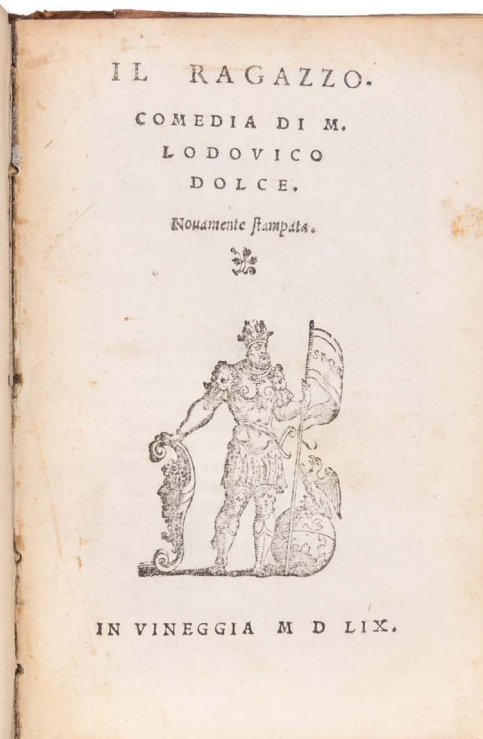 IL RAGAZZO.
COMEDIA DI M.
LODOVICO
DOLCE.
Nouamente ſtampata.
IN VINEGGIA M D LIX.